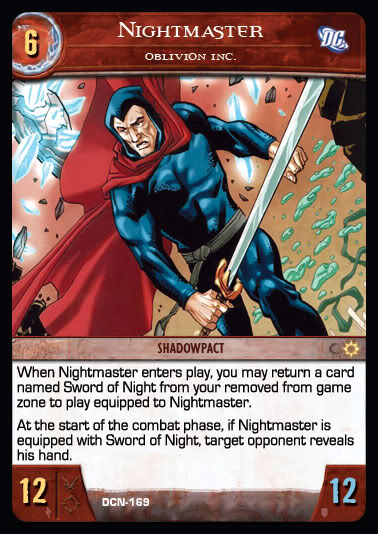 6
NIGHTMASTER
OBLIVION INC.
DC
SHADOWPACT
C
When Nightmaster enters play, you may return a card
named Sword of Night from your removed from game
zone to play equipped to Nightmaster.
At the start of the combat phase, if Nightmaster is
equipped with Sword of Night, target opponent reveals
his hand.
12
DCN-169
12